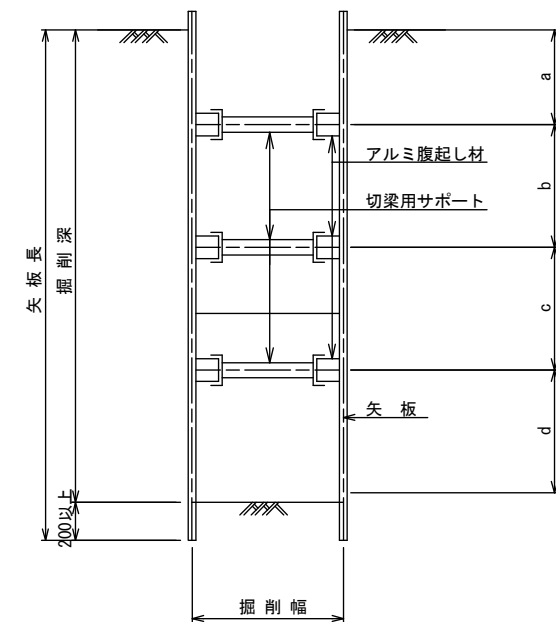 a
アルミ腹起し材
b
切梁用サポート
矢板長
掘削深
c
矢板
d
200以上
掘削幅